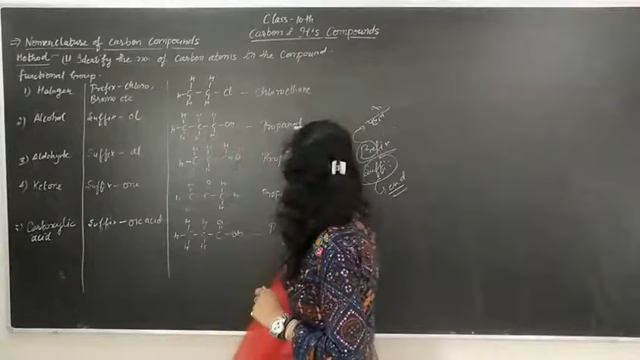 Class-10th
Carbon & It's Compounds
⇒ Nomenclature of Carbon Compounds
Method:- (1) Identify the no. of Carbon atoms in the Compound.
Functional Group.
1) Halogen Prefix-chloro, Bromo etc - Chloroethane
2) Alcohol Suffix - ol - Propanol
3) Aldehyde Suffix - al
4) Ketone Suffix - one
5) Carboxylic acid Suffix - oic acid
Prefix
Suffix
end